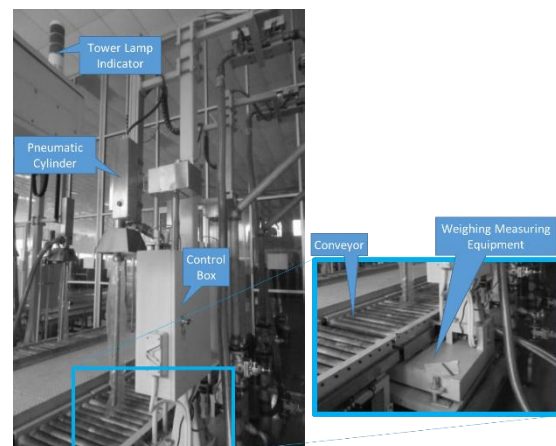 Tower Lamp
Indicator
Pneumatic
Cylinder
Control
Box
Conveyor
Weighing Measuring
Equipment